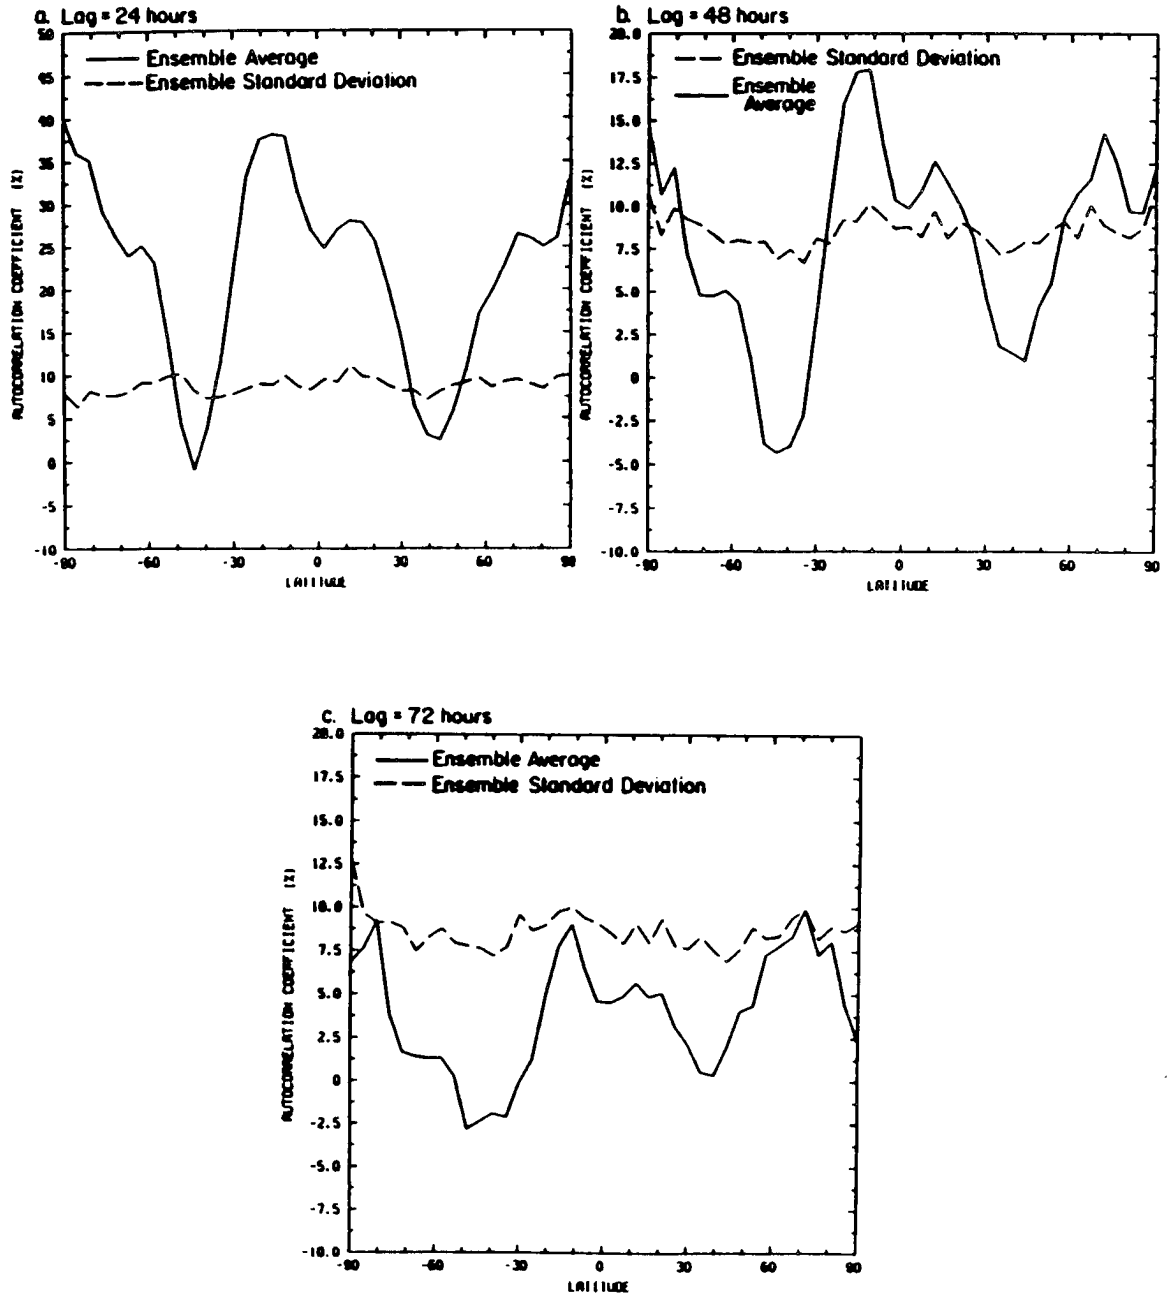 a. Lag = 24 hours
Ensemble Average
Ensemble Standard Deviation
50
45
40
35
30
25
20
15
10
5
0
-5
-10
AUTOCORRELATION COEFFICIENT (%)
-90 -60 -30 0 30 60 90
LATITUDE
b. Lag = 48 hours
Ensemble Standard Deviation
Ensemble
Average
20.0
17.5
15.0
12.5
10.0
7.5
5.0
2.5
0
-2.5
-5.0
-7.5
-10.0
AUTOCORRELATION COEFFICIENT (%)
-90 -60 -30 0 30 60 90
LATITUDE
c. Lag = 72 hours
Ensemble Average
Ensemble Standard Deviation
20.0
17.5
15.0
12.5
10.0
7.5
5.0
2.5
0
-2.5
-5.0
-7.5
-10.0
AUTOCORRELATION COEFFICIENT (%)
-90 -60 -30 0 30 60 90
LATITUDE